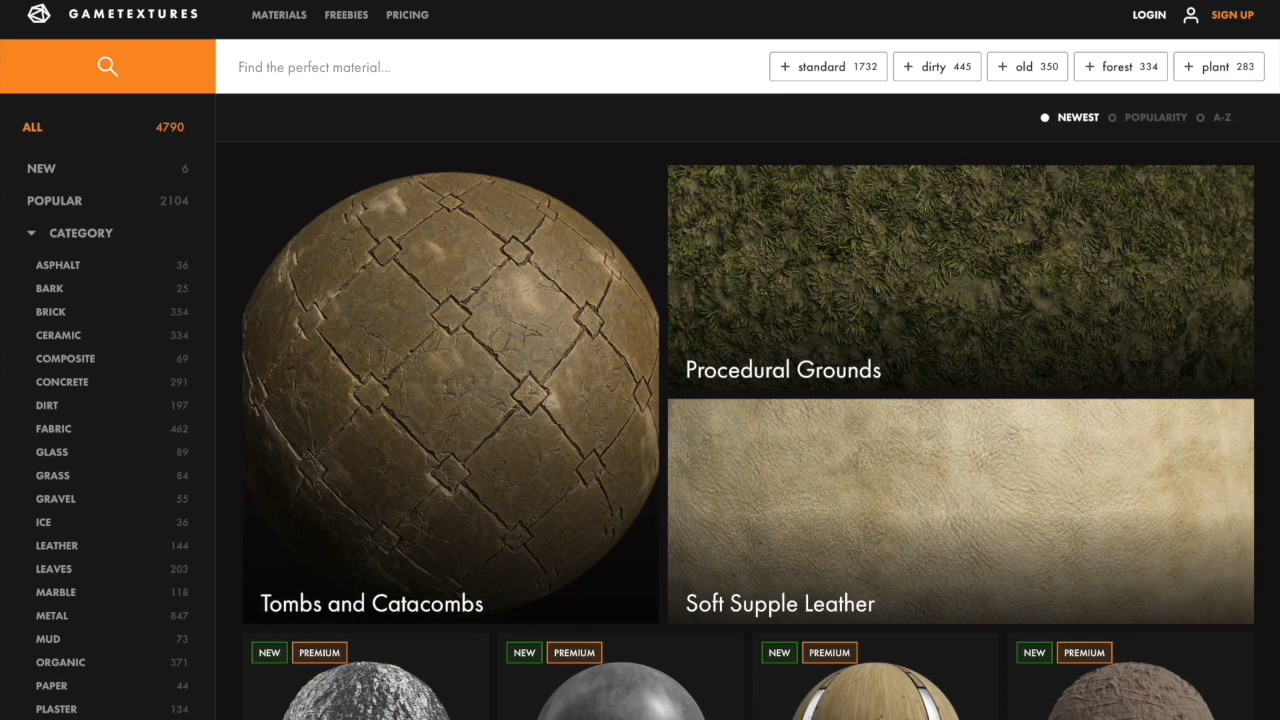 GAMETEXTURES MATERIALS FREEBIES PRICING LOGIN SIGN UP
Find the perfect material... + standard 1732 + dirty 445 + old 350 + forest 334 + plant 283
NEWEST POPULARITY A-Z
ALL 4790
NEW 6
POPULAR 2104
CATEGORY
ASPHALT 36
BARK 25
BRICK 354
CERAMIC 334
COMPOSITE 69
CONCRETE 291
DIRT 197
FABRIC 462
GLASS 89
GRASS 84
GRAVEL 55
ICE 36
LEATHER 144
LEAVES 203
MARBLE 118
METAL 847
MUD 73
ORGANIC 371
PAPER 44
PLASTER 134
Procedural Grounds
Tombs and Catacombs
Soft Supple Leather
NEW PREMIUM
NEW PREMIUM
NEW PREMIUM
NEW PREMIUM